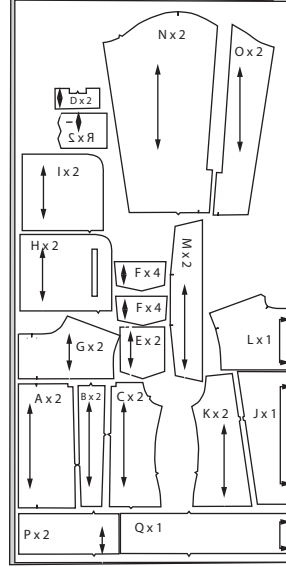 N x 2
O x 2
D x 2
R x 2
I x 2
H x 2
M x 2
F x 4
F x 4
E x 2
G x 2
L x 1
A x 2
B x 2
C x 2
K x 2
J x 1
P x 2
Q x 1